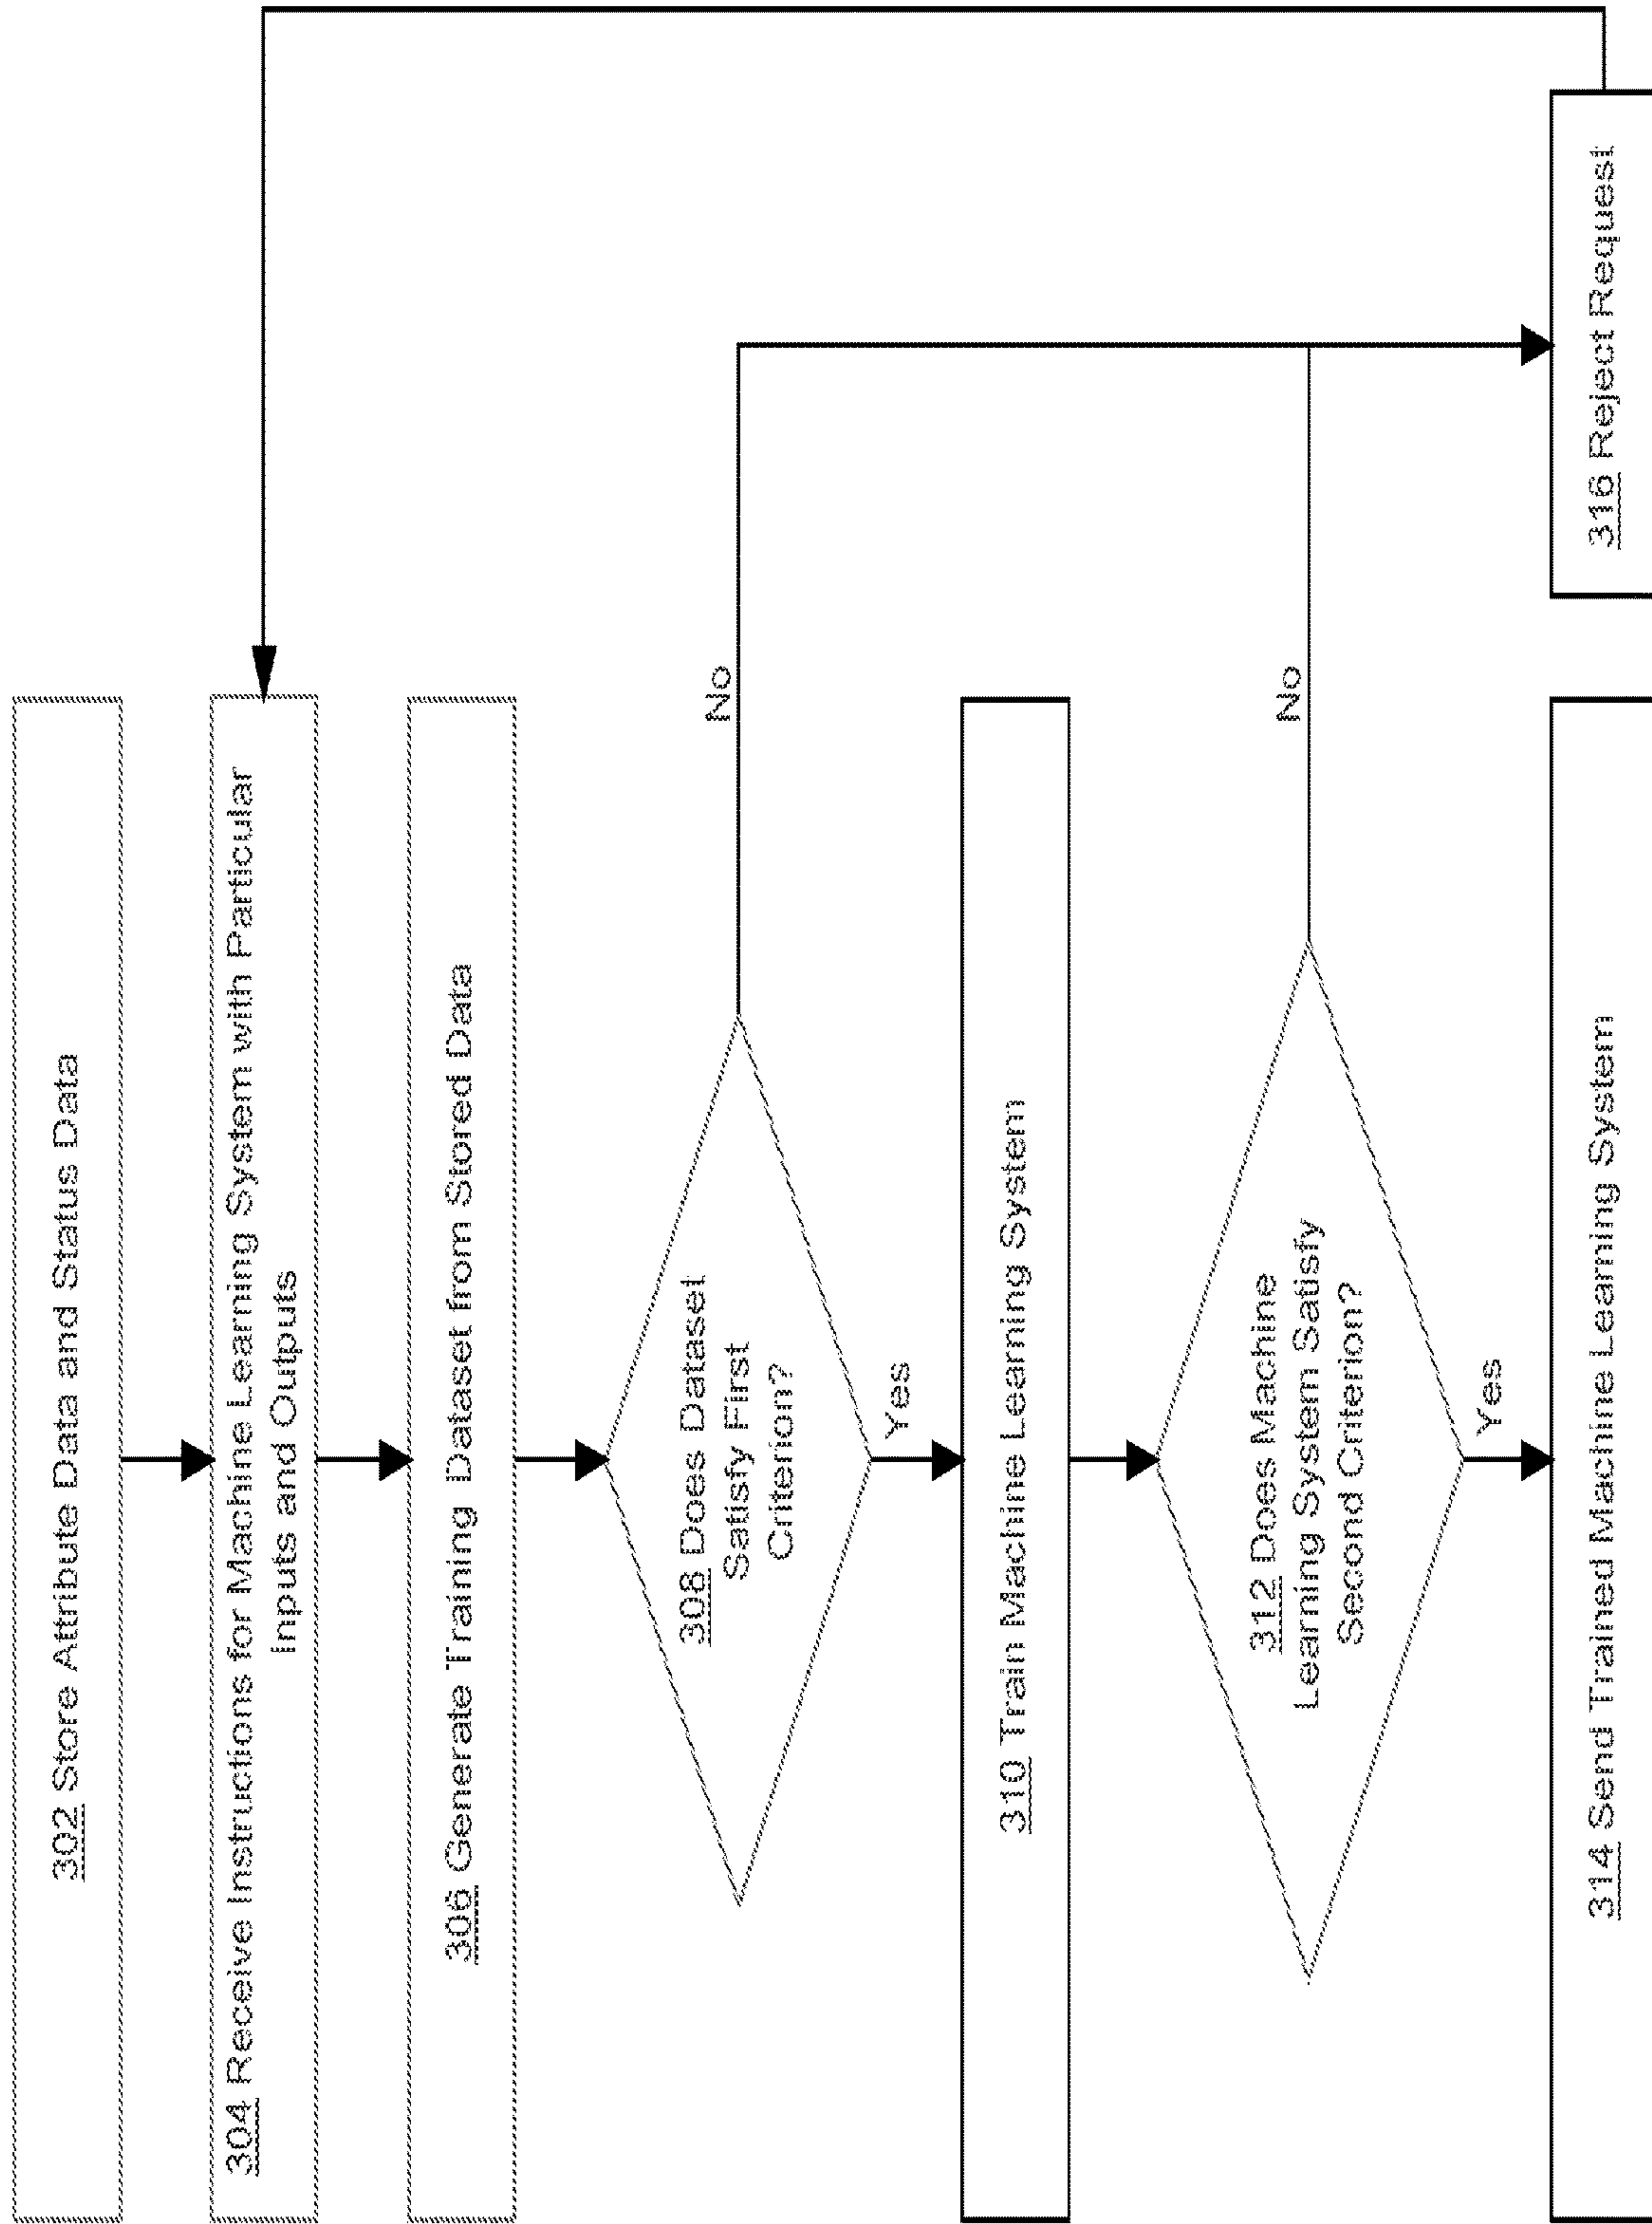 302 Store Attribute Data and Status Data
304 Receive Instructions for Machine Learning System with Particular
Inputs and Outputs
306 Generate Training Dataset from Stored Data
308 Does Dataset
Satisfy First
Criterion?
No
Yes
310 Train Machine Learning System
312 Does Machine
Learning System Satisfy
Second Criterion?
No
Yes
314 Send Trained Machine Learning System
316 Reject Request